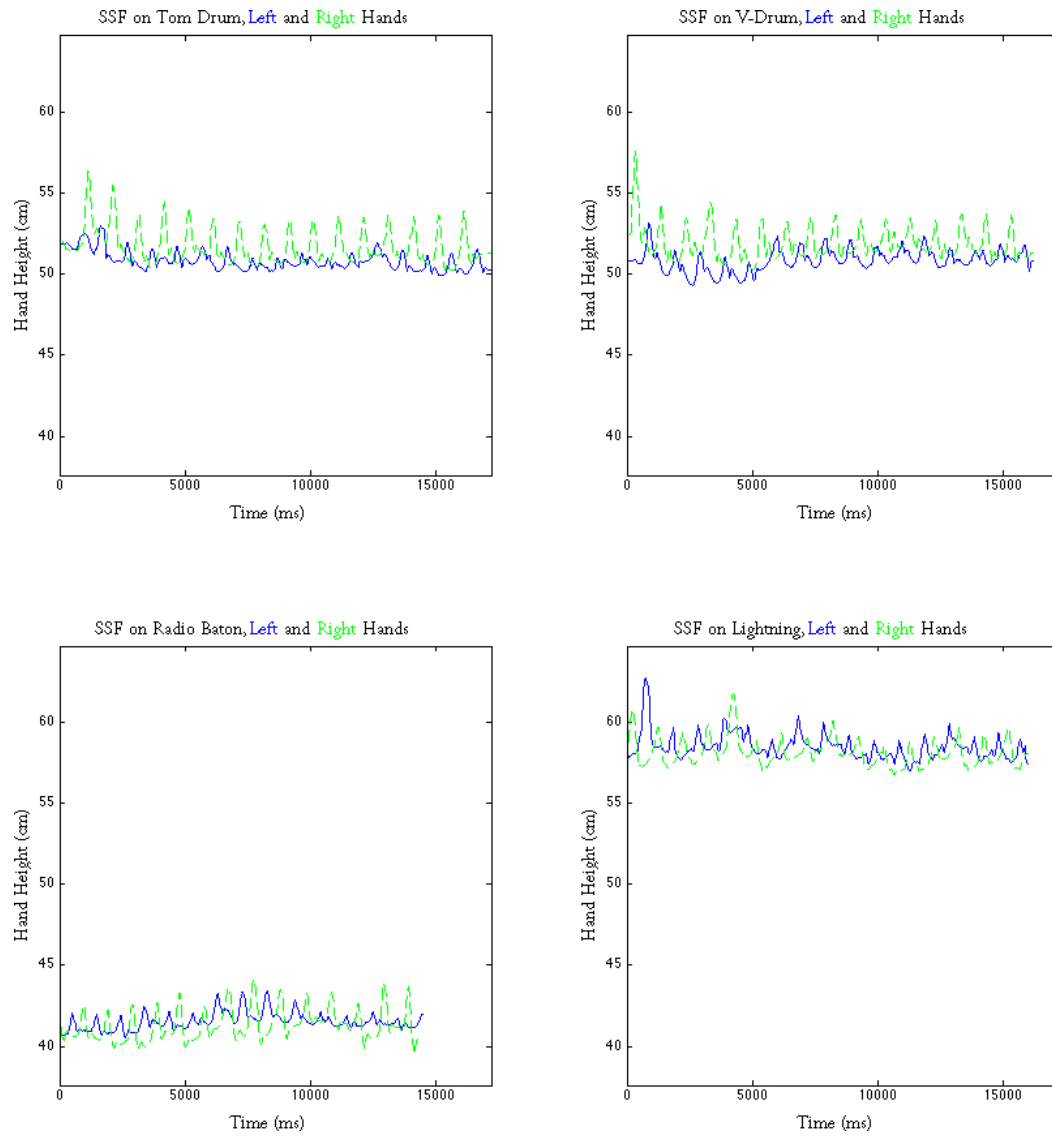 SSF on Tom Drum, Left and Right Hands
60
55
50
45
40
Hand Height (cm)
0 5000 10000 15000
Time (ms)
SSF on V-Drum, Left and Right Hands
60
55
50
45
40
Hand Height (cm)
0 5000 10000 15000
Time (ms)
SSF on Radio Baton, Left and Right Hands
60
55
50
45
40
Hand Height (cm)
0 5000 10000 15000
Time (ms)
SSF on Lightning, Left and Right Hands
60
55
50
45
40
Hand Height (cm)
0 5000 10000 15000
Time (ms)